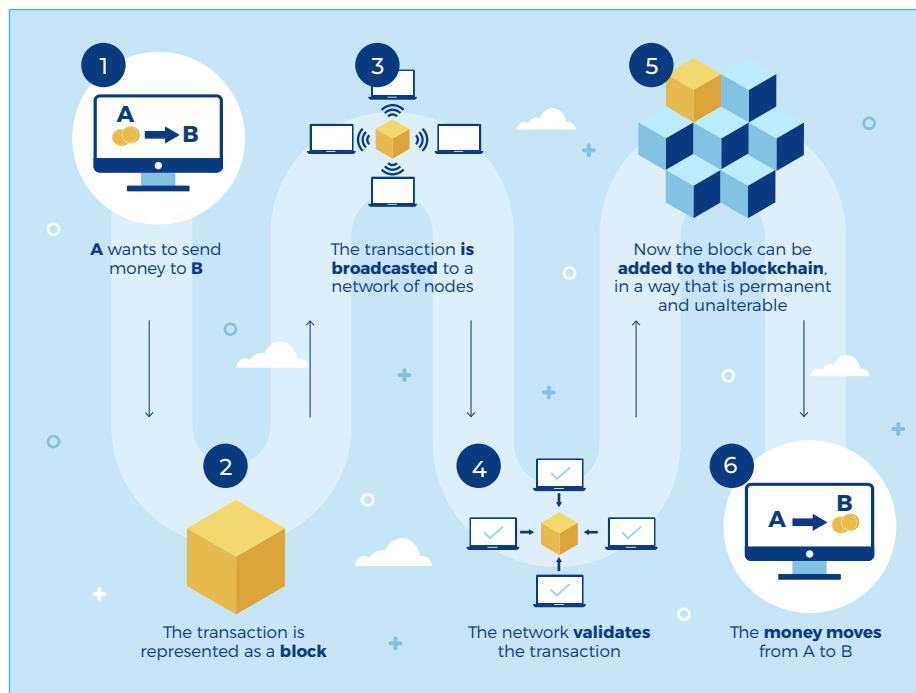 1
A
B
A wants to send
money to B
2
The transaction is
represented as a block
3
The transaction is
broadcasted to a
network of nodes
4
The network validates
the transaction
5
Now the block can be
added to the blockchain,
in a way that is permanent
and unalterable
6
A
B
The money moves
from A to B